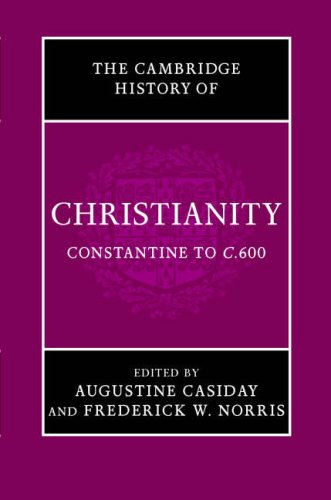 THE CAMBRIDGE
HISTORY OF
CHRISTIANITY
CONSTANTINE TO C.600
EDITED BY
AUGUSTINE CASIDAY
AND FREDERICK W. NORRIS